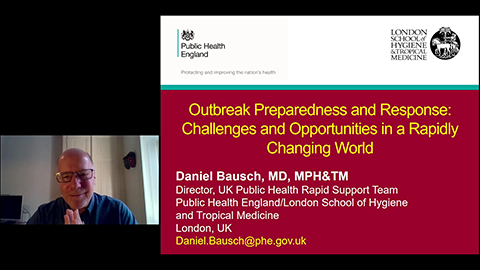 Public Health
England
Protecting and improving the nation's health
LONDON
SCHOOL of
HYGIENE
& TROPICAL
MEDICINE
Outbreak Preparedness and Response:
Challenges and Opportunities in a Rapidly
Changing World
Daniel Bausch, MD, MPH&TM
Director, UK Public Health Rapid Support Team
Public Health England/London School of Hygiene
and Tropical Medicine
London, UK
Daniel.Bausch@phe.gov.uk